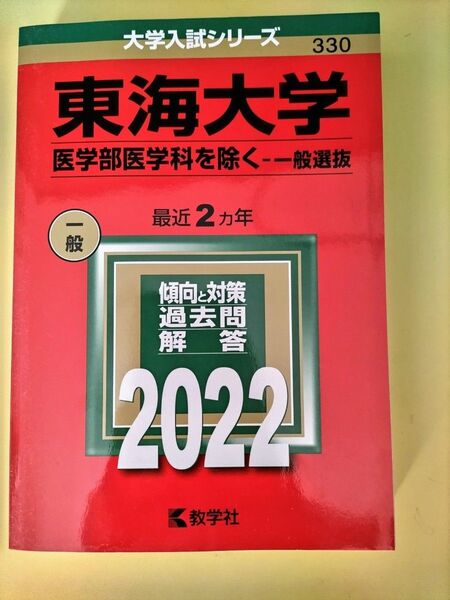 大学入試シリーズ
330
東海大学
医学部医学科を除く-一般選抜
最近2カ年
一般
傾向と対策
過去問
解答
2022
教学社